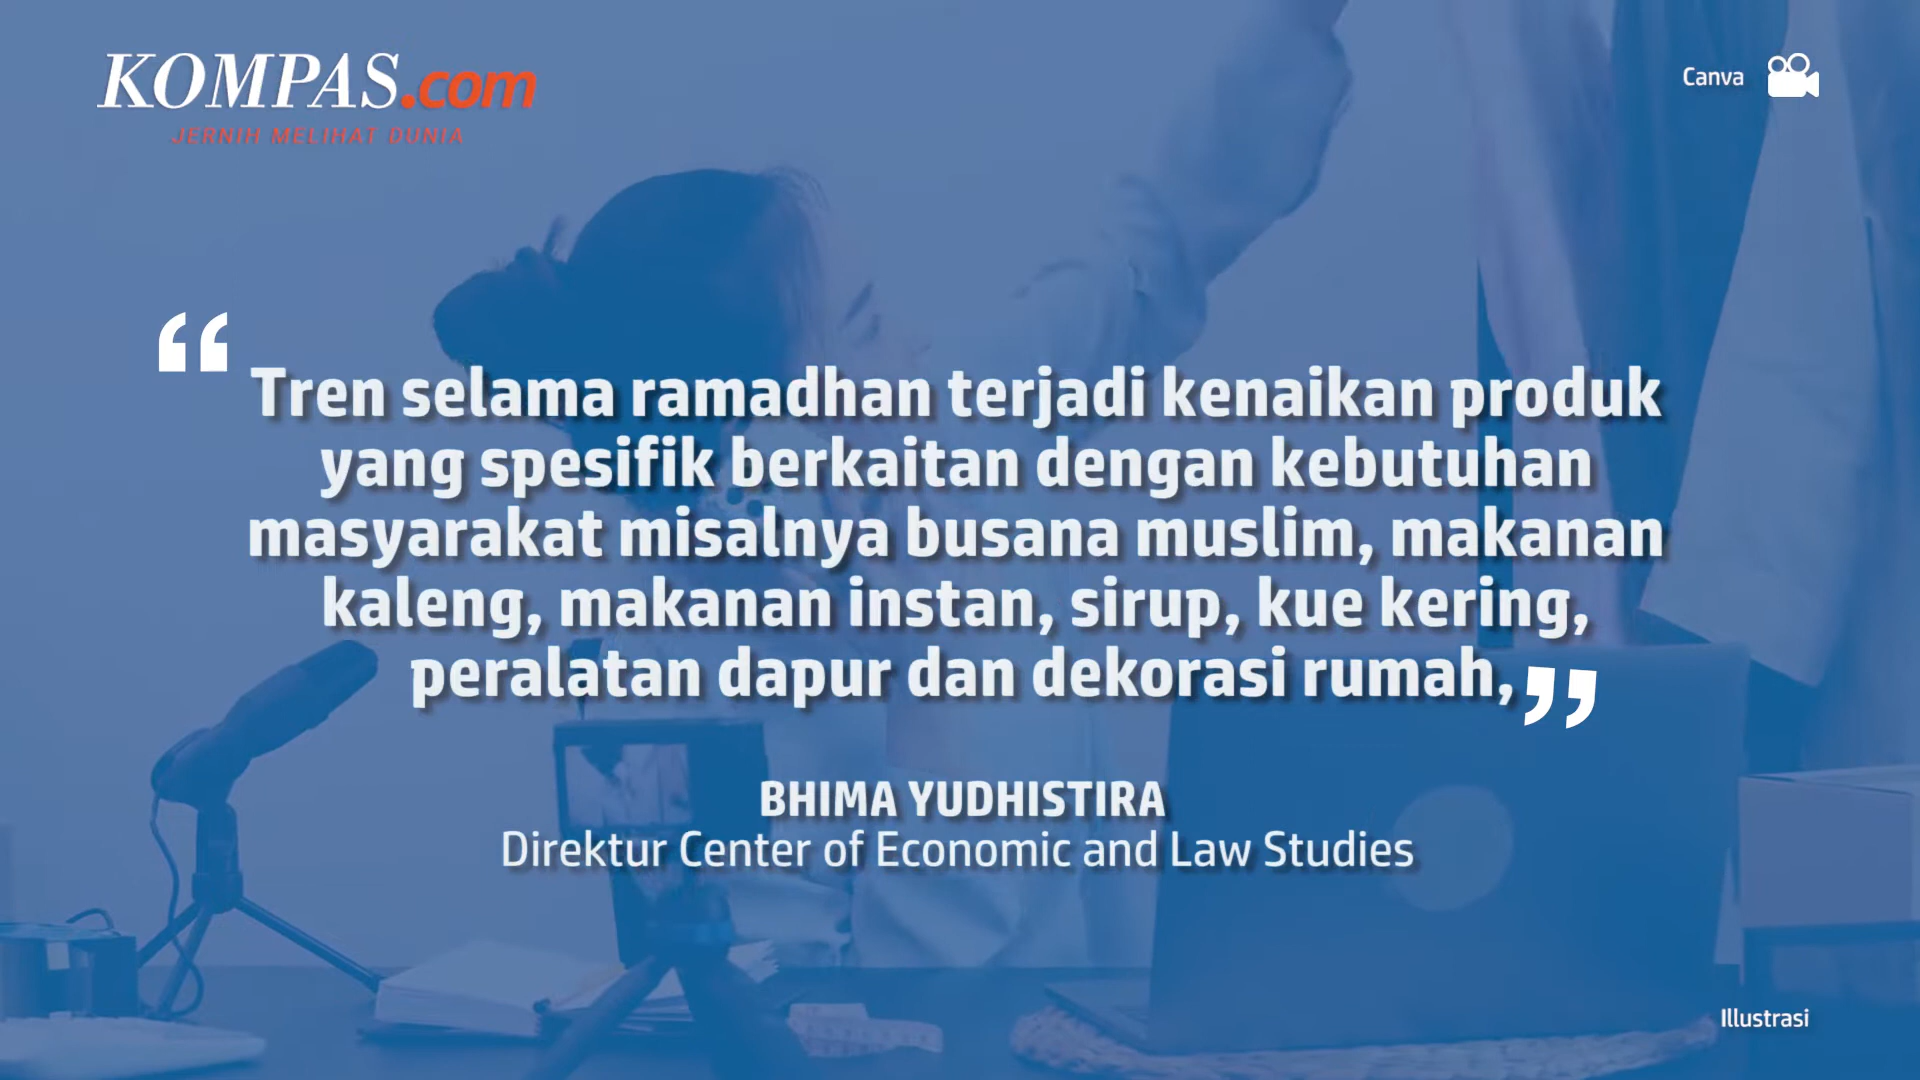 KOMPAS.com
JERNIH MELIHAT DUNIA
Canva
“Tren selama ramadhan terjadi kenaikan produk
yang spesifik berkaitan dengan kebutuhan
masyarakat misalnya busana muslim, makanan
kaleng, makanan instan, sirup, kue kering,
peralatan dapur dan dekorasi rumah,”
BHIMA YUDHISTIRA
Direktur Center of Economic and Law Studies
Illustrasi